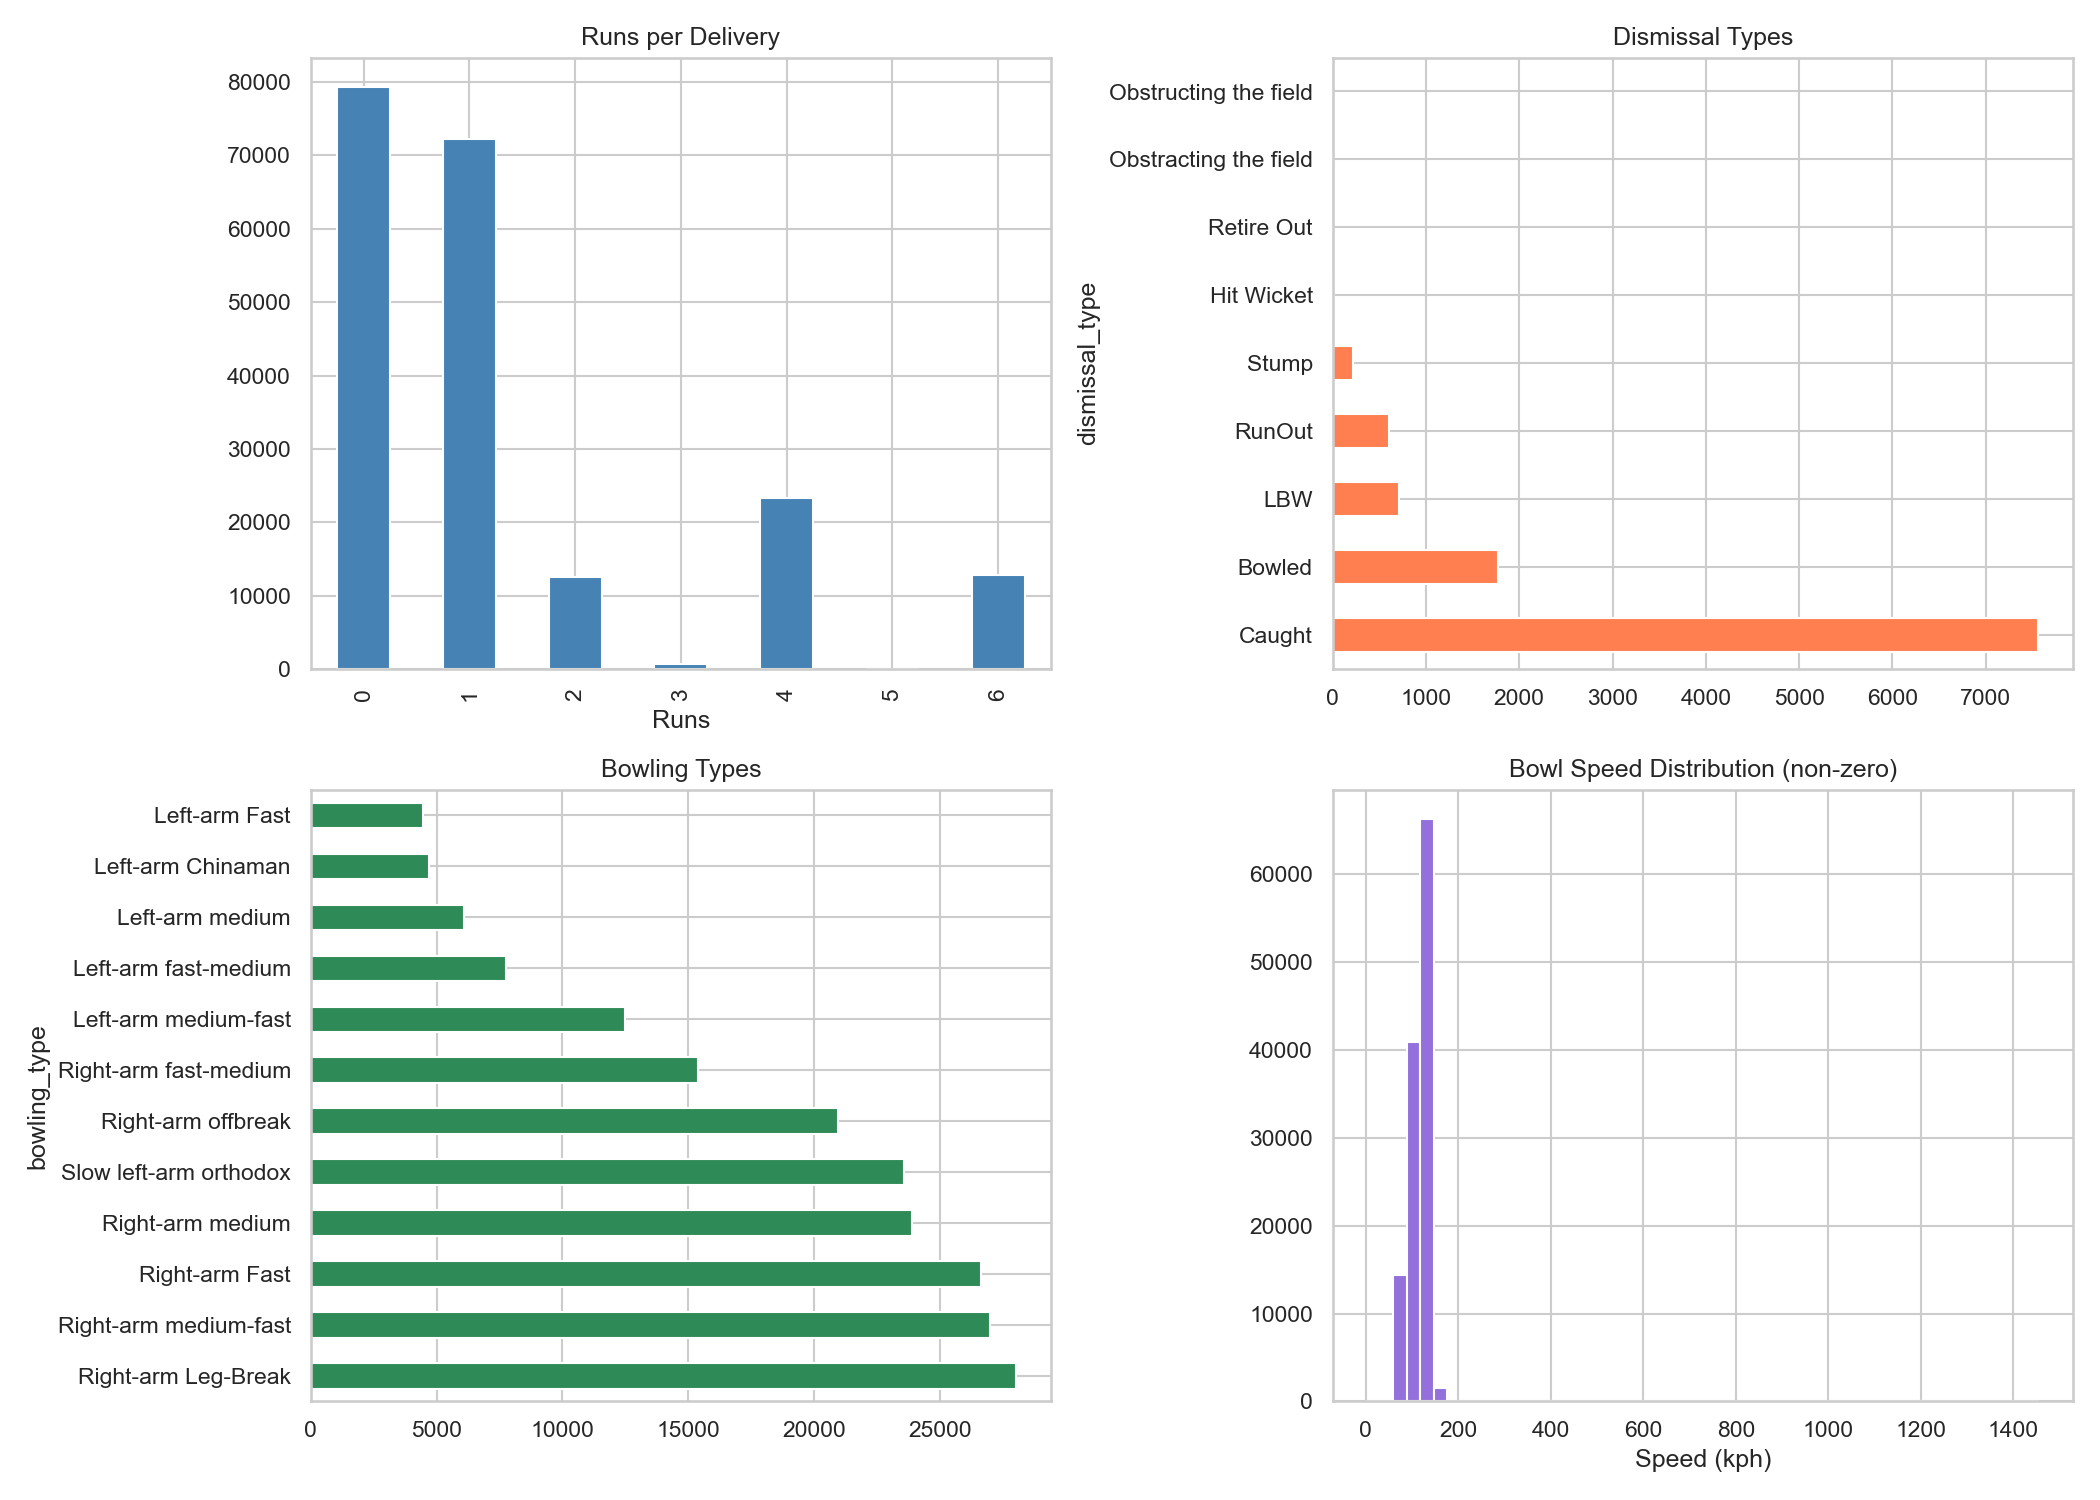 Runs per Delivery
80000
70000
60000
50000
40000
30000
20000
10000
0
0 1 2 3 4 5 6
Runs
Dismissal Types
dismissal_type
Obstructing the field
Obstracting the field
Retire Out
Hit Wicket
Stump
RunOut
LBW
Bowled
Caught
0 1000 2000 3000 4000 5000 6000 7000
Bowling Types
bowling_type
Left-arm Fast
Left-arm Chinaman
Left-arm medium
Left-arm fast-medium
Left-arm medium-fast
Right-arm fast-medium
Right-arm offbreak
Slow left-arm orthodox
Right-arm medium
Right-arm Fast
Right-arm medium-fast
Right-arm Leg-Break
0 5000 10000 15000 20000 25000
Bowl Speed Distribution (non-zero)
60000
50000
40000
30000
20000
10000
0
0 200 400 600 800 1000 1200 1400
Speed (kph)